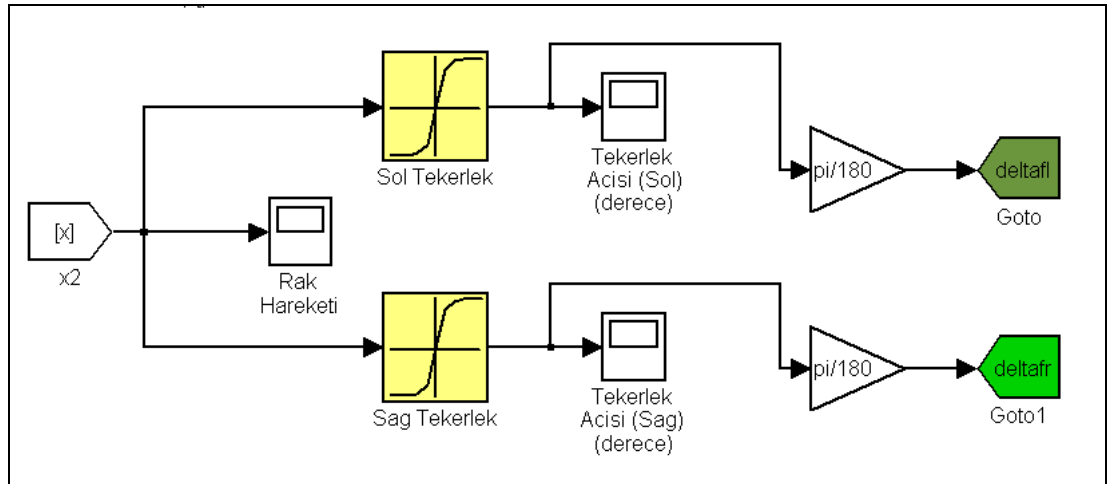 Sol Tekerlek
Tekerlek
Acisi (Sol)
(derece)
pi/180
deltafl
Goto
[x]
x2
Rak
Hareketi
Sag Tekerlek
Tekerlek
Acisi (Sag)
(derece)
pi/180
deltafr
Goto1